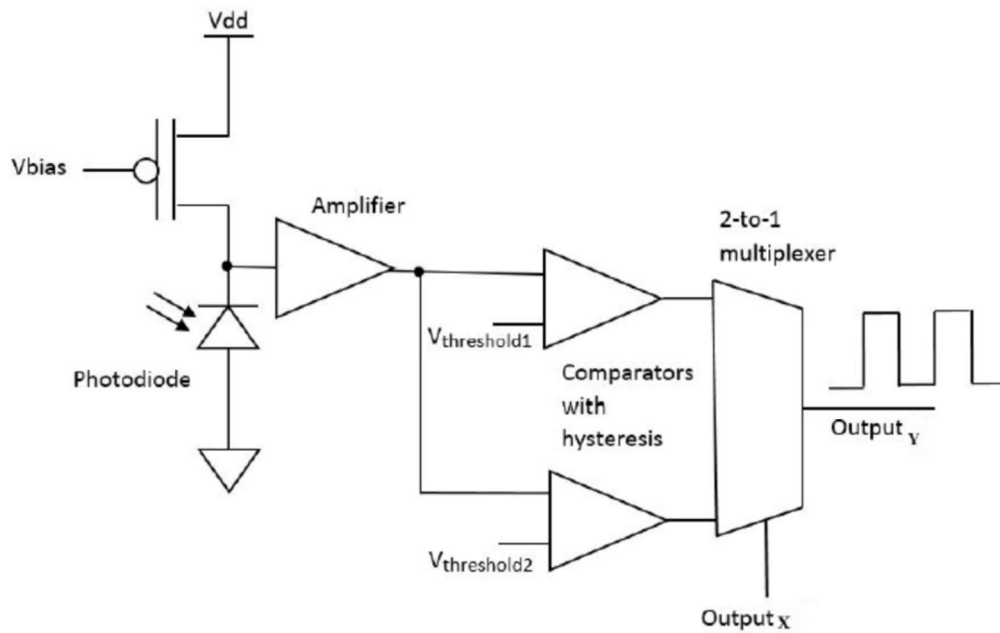 Vdd
Vbias
Amplifier
2-to-1
multiplexer
Vthreshold1
Photodiode
Comparators
with
hysteresis
Output Y
Vthreshold2
Output X